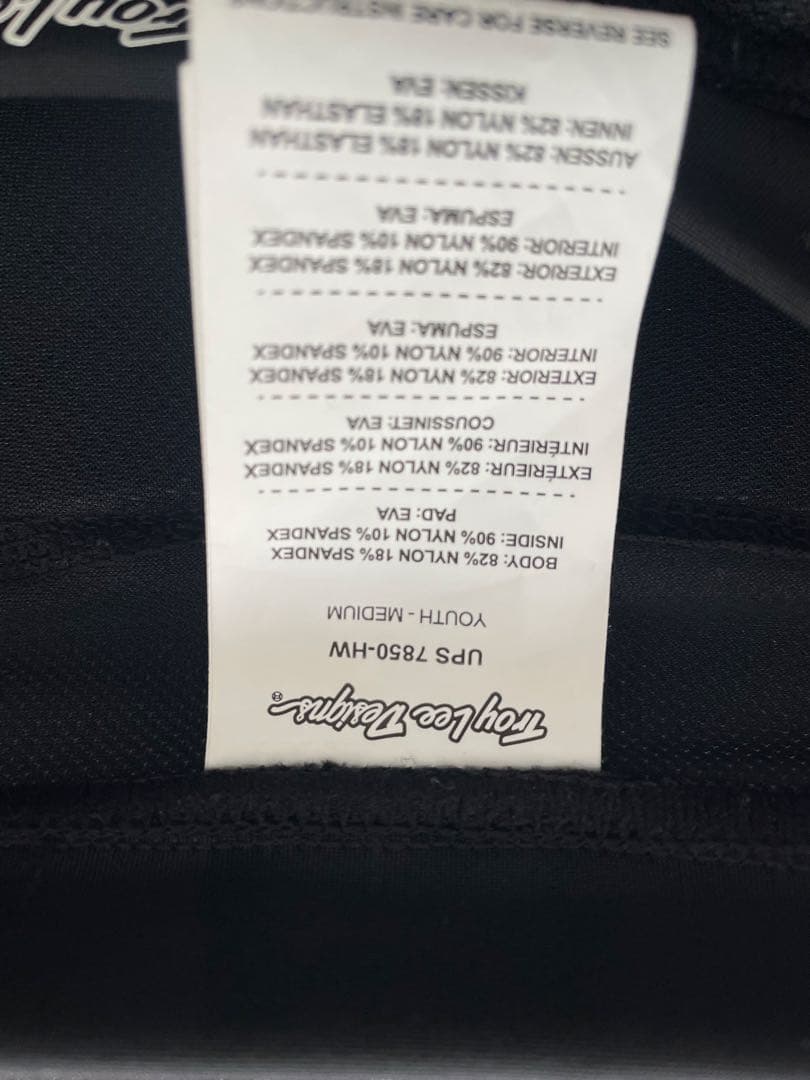 Troy Lee Designs®
UPS 7850-HW
YOUTH - MEDIUM
BODY: 82% NYLON 18% SPANDEX
INSIDE: 90% NYLON 10% SPANDEX
PAD: EVA
EXTÉRIEUR: 82% NYLON 18% SPANDEX
INTÉRIEUR: 90% NYLON 10% SPANDEX
COUSSINET: EVA
EXTERIOR: 82% NYLON 18% SPANDEX
INTERIOR: 90% NYLON 10% SPANDEX
ESPUMA: EVA
EXTERIOR: 82% NYLON 18% SPANDEX
INTERIOR: 90% NYLON 10% SPANDEX
ESPUMA: EVA
AUSSEN: 82% NYLON 18% ELASTHAN
INNEN: 82% NYLON 18% ELASTHAN
KISSEN: EVA
SEE REVERSE FOR CARE INSTRUCTIONS